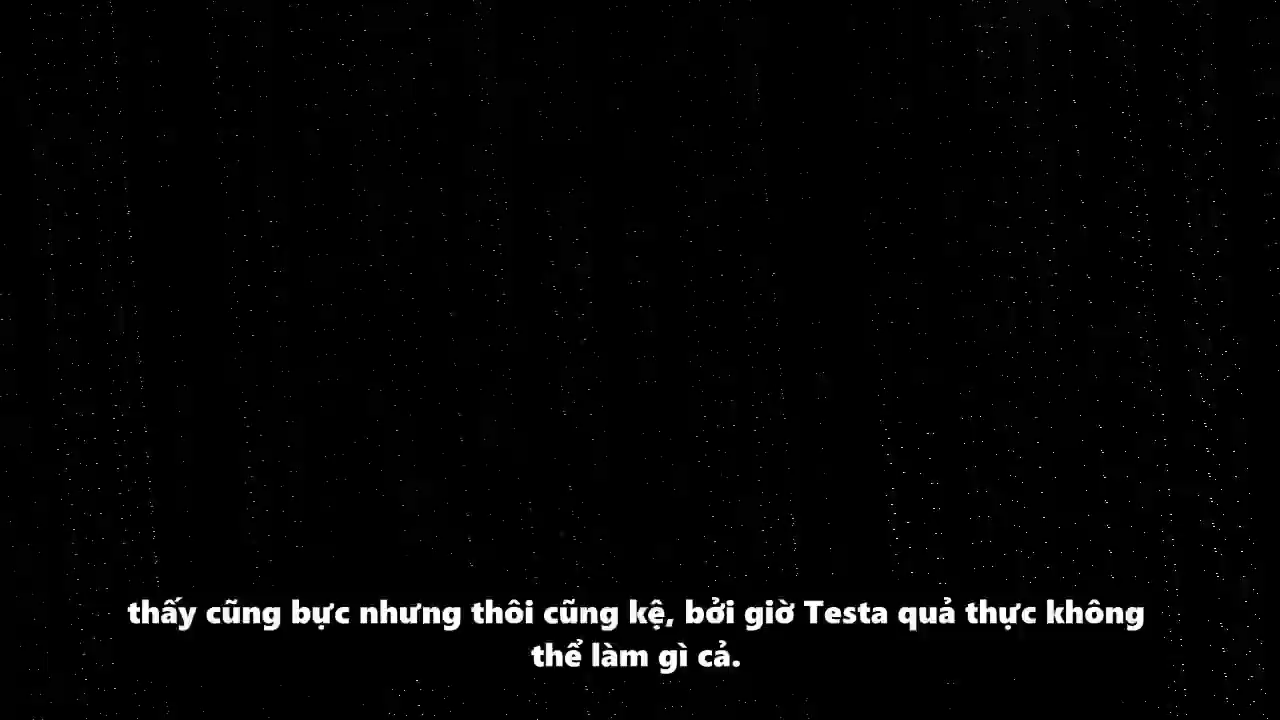 thấy cũng bực nhưng thôi cũng kệ, bởi giờ Testa quả thực không
thể làm gì cả.